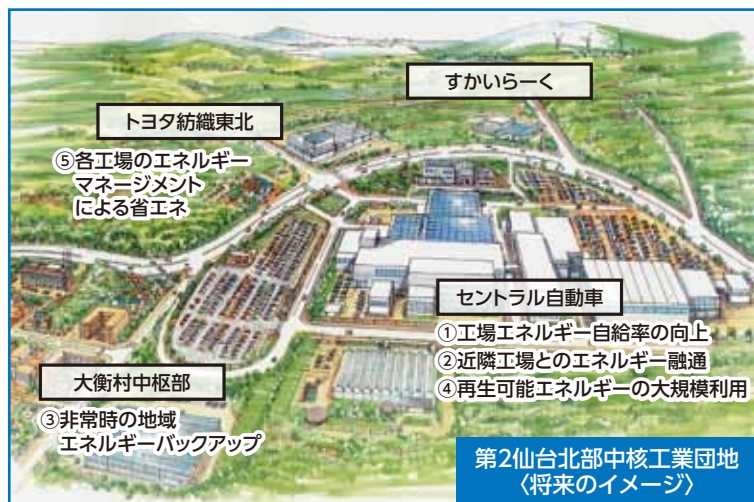 すかいらーく
トヨタ紡織東北
⑤各工場のエネルギー
マネージメント
による省エネ
セントラル自動車
①工場エネルギー自給率の向上
②近隣工場とのエネルギー融通
④再生可能エネルギーの大規模利用
大衡村中枢部
③非常時の地域
エネルギーバックアップ
第2仙台北部中核工業団地
〈将来のイメージ〉